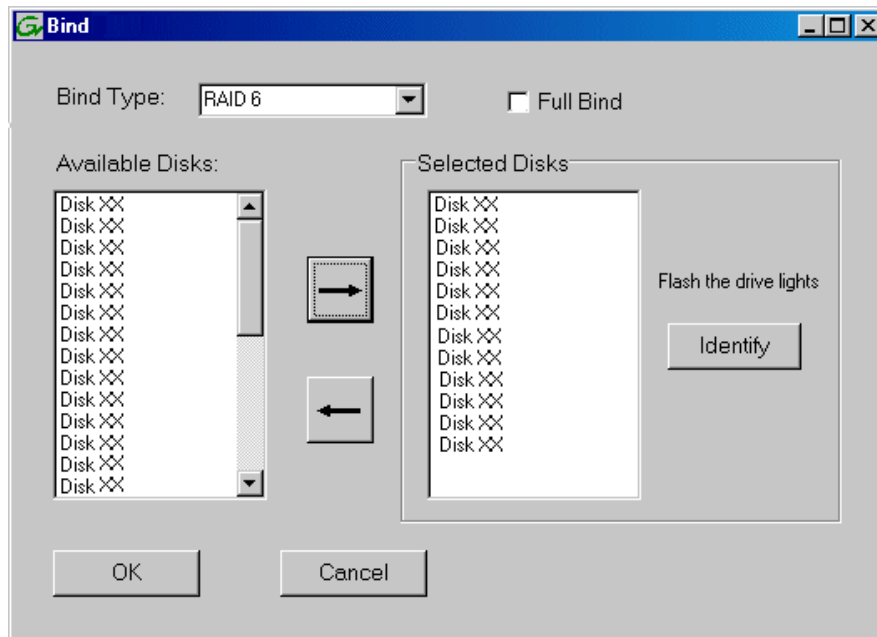 Bind
Bind Type:
RAID 6
Full Bind
Available Disks:
Disk XX
Disk XX
Disk XX
Disk XX
Disk XX
Disk XX
Disk XX
Disk XX
Disk XX
Disk XX
Disk XX
Disk XX
Disk XX
Disk XX
Selected Disks
Disk XX
Disk XX
Disk XX
Disk XX
Disk XX
Disk XX
Disk XX
Disk XX
Disk XX
Disk XX
Disk XX
Disk XX
Flash the drive lights
Identify
OK
Cancel